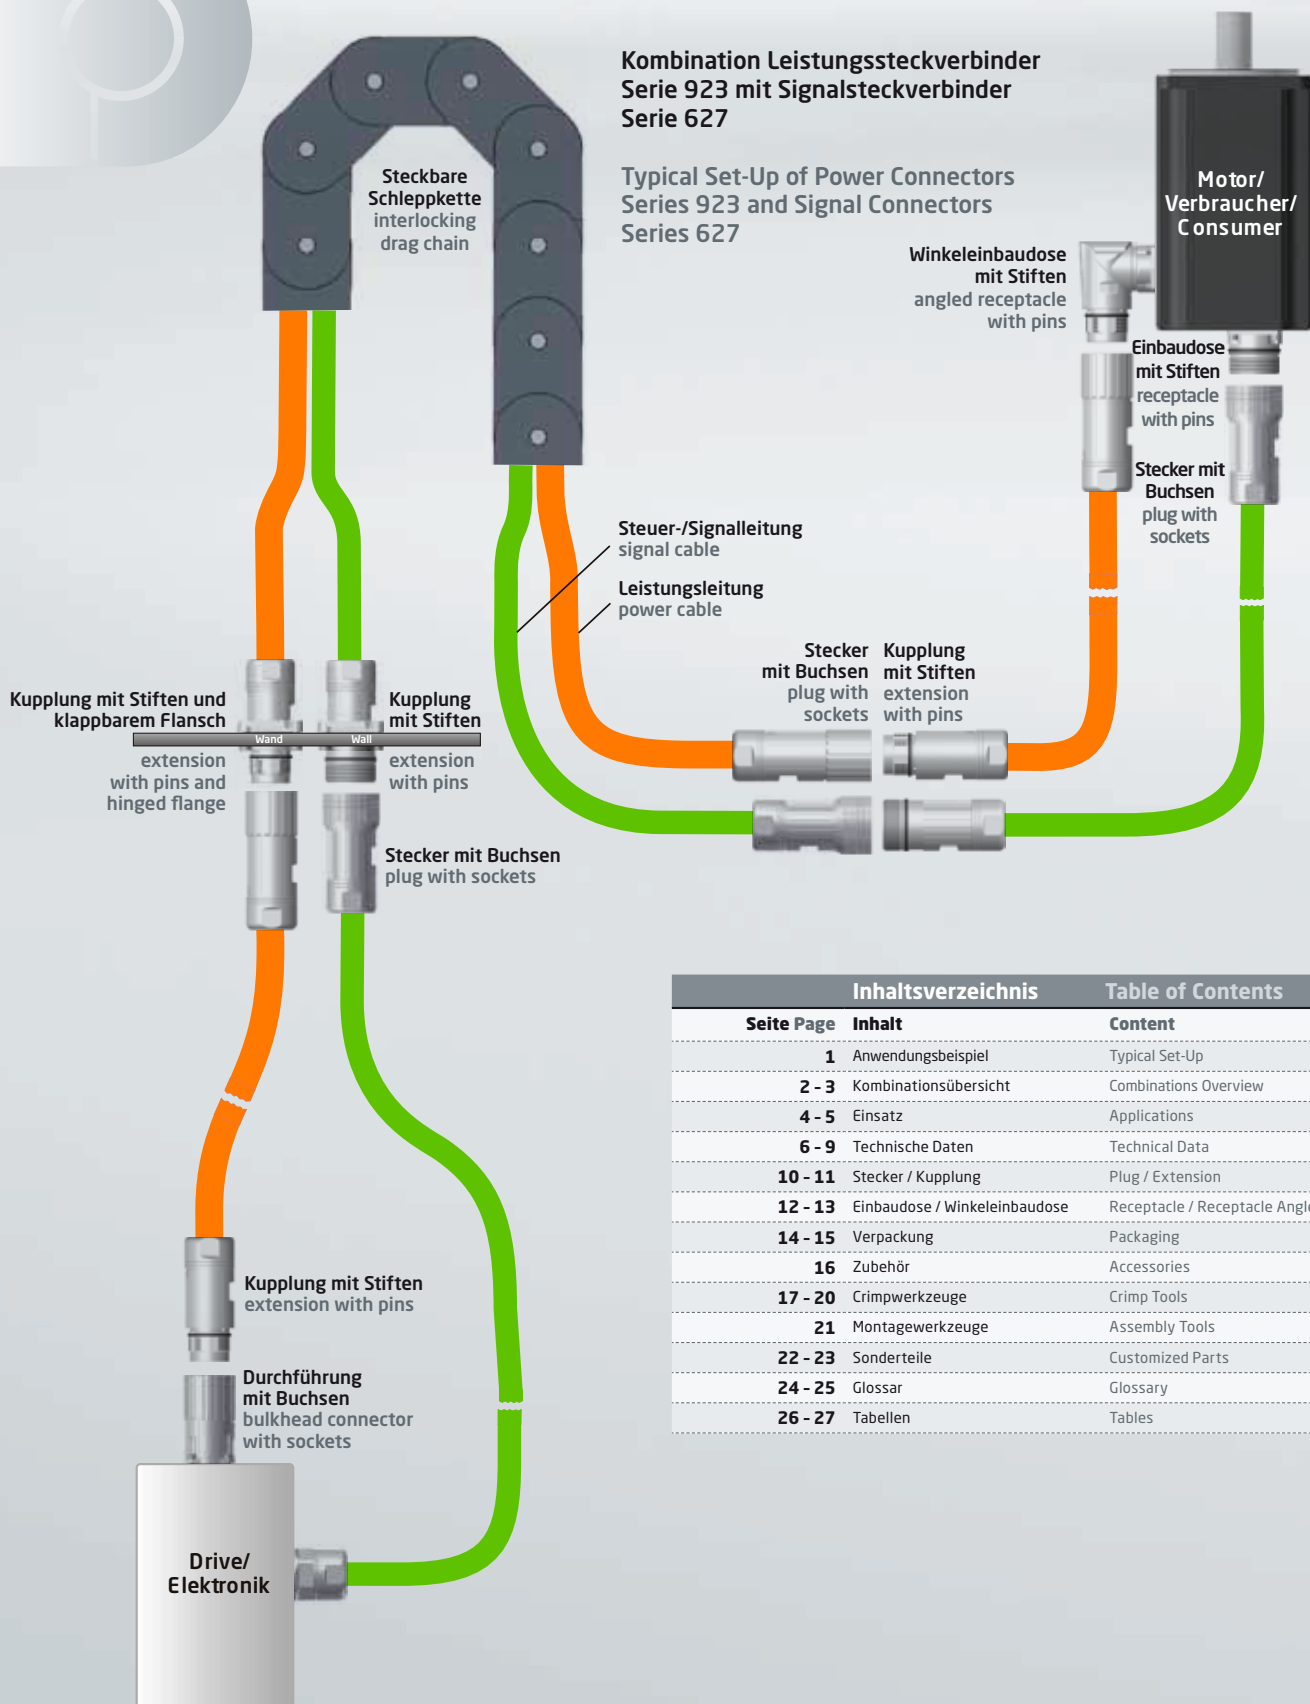 Kombination Leistungssteckverbinder
Serie 923 mit Signalsteckverbinder
Serie 627
Typical Set-Up of Power Connectors
Series 923 and Signal Connectors
Series 627
Steckbare
Schleppkette
interlocking
drag chain
Motor/
Verbraucher/
Consumer
Winkeleinbaudose
mit Stiften
angled receptacle
with pins
Einbaudose
mit Stiften
receptacle
with pins
Stecker mit
Buchsen
plug with
sockets
Steuer-/Signalleitung
signal cable
Leistungsleitung
power cable
Stecker
mit Buchsen
plug with
sockets
Kupplung
mit Stiften
extension
with pins
Kupplung mit Stiften und
klappbarem Flansch
extension
with pins and
hinged flange
Wand
Wall
Kupplung
mit Stiften
extension
with pins
Stecker mit Buchsen
plug with sockets
Kupplung mit Stiften
extension with pins
Durchführung
mit Buchsen
bulkhead connector
with sockets
Drive/
Elektronik
Inhaltsverzeichnis Table of Contents
Seite Page Inhalt Content
1 Anwendungsbeispiel Typical Set-Up
2 – 3 Kombinationsübersicht Combinations Overview
4 – 5 Einsatz Applications
6 – 9 Technische Daten Technical Data
10 – 11 Stecker / Kupplung Plug / Extension
12 – 13 Einbaudose / Winkeleinbaudose Receptacle / Receptacle Angle
14 – 15 Verpackung Packaging
16 Zubehör Accessories
17 – 20 Crimpwerkzeuge Crimp Tools
21 Montagewerkzeuge Assembly Tools
22 – 23 Sonderteile Customized Parts
24 – 25 Glossar Glossary
26 – 27 Tabellen Tables